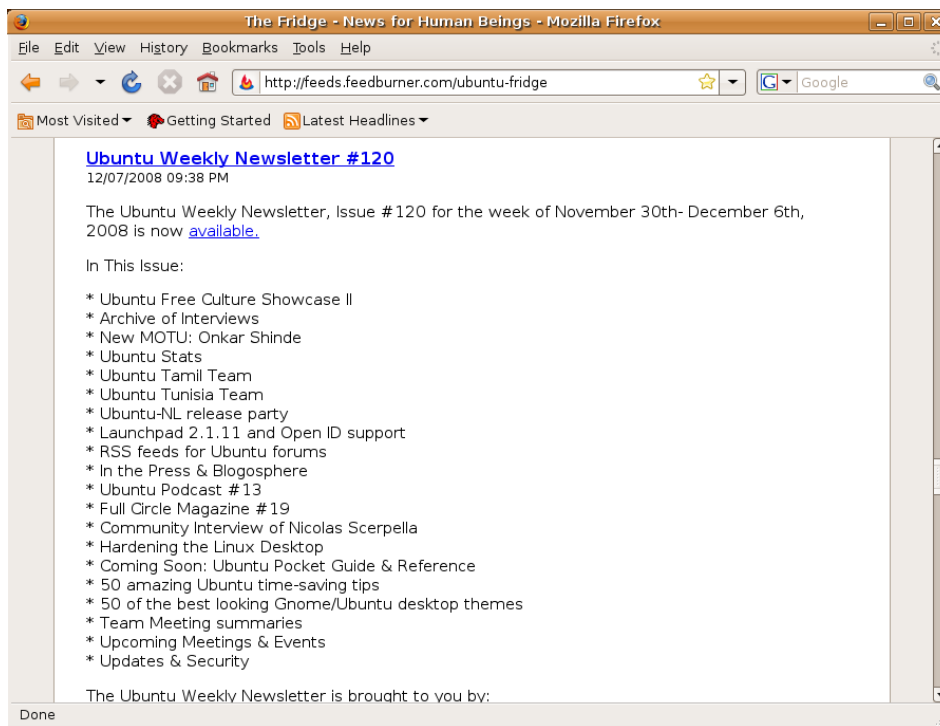 The Fridge - News for Human Beings - Mozilla Firefox
File Edit View History Bookmarks Tools Help
http://feeds.feedburner.com/ubuntu-fridge G Google
Most Visited Getting Started Latest Headlines
Ubuntu Weekly Newsletter #120
12/07/2008 09:38 PM
The Ubuntu Weekly Newsletter, Issue #120 for the week of November 30th- December 6th,
2008 is now available.
In This Issue:
* Ubuntu Free Culture Showcase II
* Archive of Interviews
* New MOTU: Onkar Shinde
* Ubuntu Stats
* Ubuntu Tamil Team
* Ubuntu Tunisia Team
* Ubuntu-NL release party
* Launchpad 2.1.11 and Open ID support
* RSS feeds for Ubuntu forums
* In the Press & Blogosphere
* Ubuntu Podcast #13
* Full Circle Magazine #19
* Community Interview of Nicolas Scerpella
* Hardening the Linux Desktop
* Coming Soon: Ubuntu Pocket Guide & Reference
* 50 amazing Ubuntu time-saving tips
* 50 of the best looking Gnome/Ubuntu desktop themes
* Team Meeting summaries
* Upcoming Meetings & Events
* Updates & Security
The Ubuntu Weekly Newsletter is brought to you by:
Done